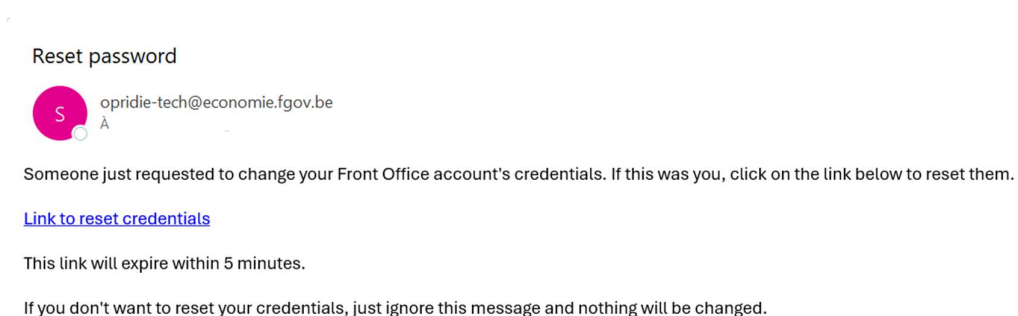 Reset password
S
opridie-tech@economie.fgov.be
À
Someone just requested to change your Front Office account's credentials. If this was you, click on the link below to reset them.
Link to reset credentials
This link will expire within 5 minutes.
If you don't want to reset your credentials, just ignore this message and nothing will be changed.